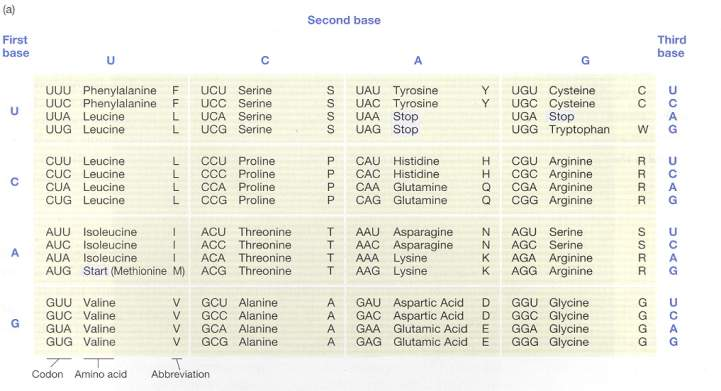 (a)
Second base
First base
Third base
U C A G
UUU Phenylalanine F UCU Serine S UAU Tyrosine Y UGU Cysteine C U
UUC Phenylalanine F UCC Serine S UAC Tyrosine Y UGC Cysteine C C
U
UUA Leucine L UCA Serine S UAA Stop UGA Stop A
UUG Leucine L UCG Serine S UAG Stop UGG Tryptophan W G
CUU Leucine L CCU Proline P CAU Histidine H CGU Arginine R U
CUC Leucine L CCC Proline P CAC Histidine H CGC Arginine R C
C
CUA Leucine L CCA Proline P CAA Glutamine Q CGA Arginine R A
CUG Leucine L CCG Proline P CAG Glutamine Q CGG Arginine R G
AUU Isoleucine I ACU Threonine T AAU Asparagine N AGU Serine S U
AUC Isoleucine I ACC Threonine T AAC Asparagine N AGC Serine S C
A
AUA Isoleucine I ACA Threonine T AAA Lysine K AGA Arginine R A
AUG Start (Methionine M) ACG Threonine T AAG Lysine K AGG Arginine R G
GUU Valine V GCU Alanine A GAU Aspartic Acid D GGU Glycine G U
GUC Valine V GCC Alanine A GAC Aspartic Acid D GGC Glycine G C
G
GUA Valine V GCA Alanine A GAA Glutamic Acid E GGA Glycine G A
GUG Valine V GCG Alanine A GAG Glutamic Acid E GGG Glycine G G
Codon Amino acid Abbreviation